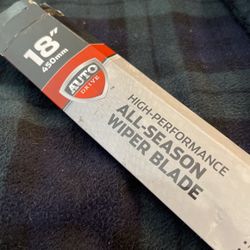 18"
450mm
AUTO
DRIVE
HIGH-PERFORMANCE
ALL-SEASON
WIPER BLADE